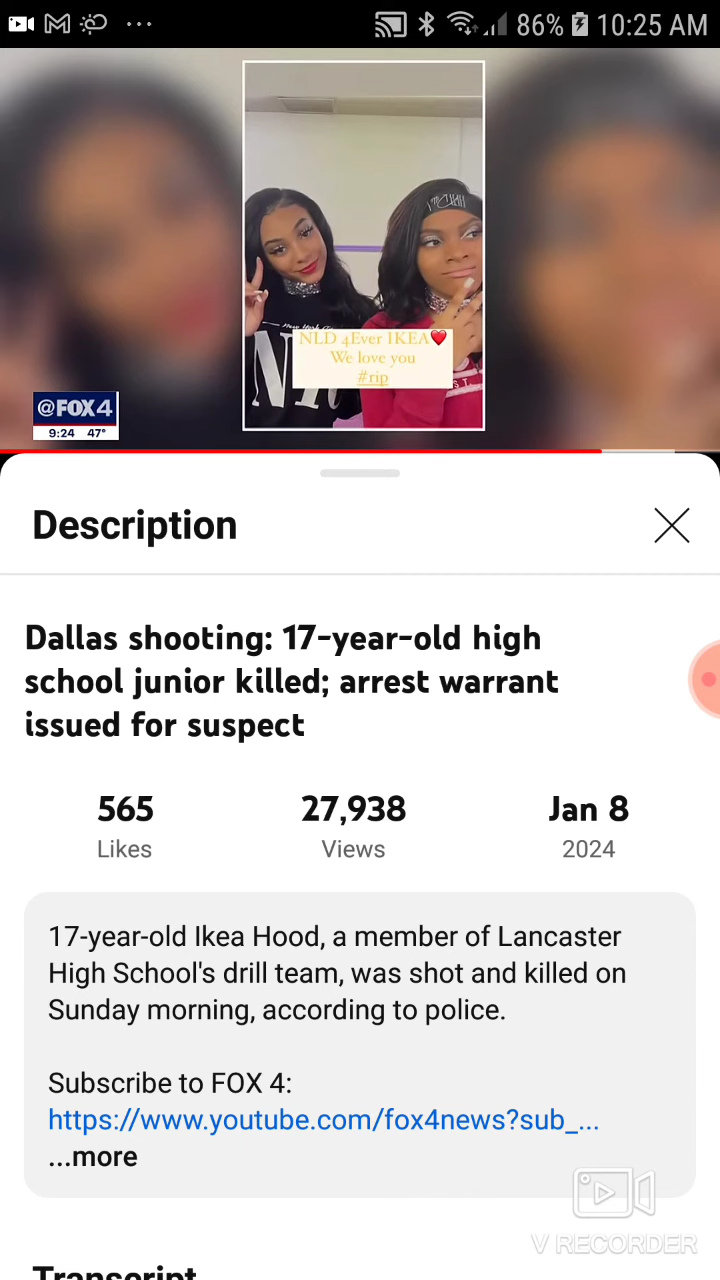 86% 10:25 AM
NLD 4Ever IKEA❤️
We love you
#rip
@FOX4
9:24 47°
Description
Dallas shooting: 17-year-old high
school junior killed; arrest warrant
issued for suspect
565 27,938 Jan 8
Likes Views 2024
17-year-old Ikea Hood, a member of Lancaster
High School's drill team, was shot and killed on
Sunday morning, according to police.
Subscribe to FOX 4:
https://www.youtube.com/fox4news?sub_...
...more
V RECORDER
Transcript